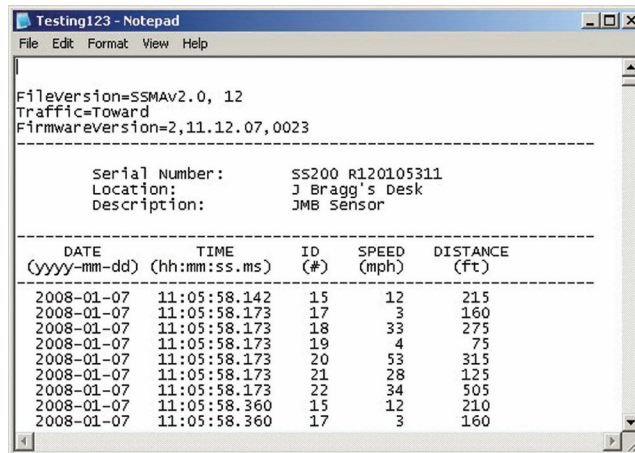 Testing123 - Notepad
File Edit Format View Help
FileVersion=SSMAv2.0, 12
Traffic=Toward
FirmwareVersion=2,11.12.07,0023
Serial Number: SS200 R120105311
Location: J Bragg's Desk
Description: JMB Sensor
DATE TIME ID SPEED DISTANCE
(yyyy-mm-dd) (hh:mm:ss.ms) (#) (mph) (ft)
2008-01-07 11:05:58.142 15 12 215
2008-01-07 11:05:58.173 17 3 160
2008-01-07 11:05:58.173 18 33 275
2008-01-07 11:05:58.173 19 4 75
2008-01-07 11:05:58.173 20 53 315
2008-01-07 11:05:58.173 21 28 125
2008-01-07 11:05:58.173 22 34 505
2008-01-07 11:05:58.360 15 12 210
2008-01-07 11:05:58.360 17 3 160